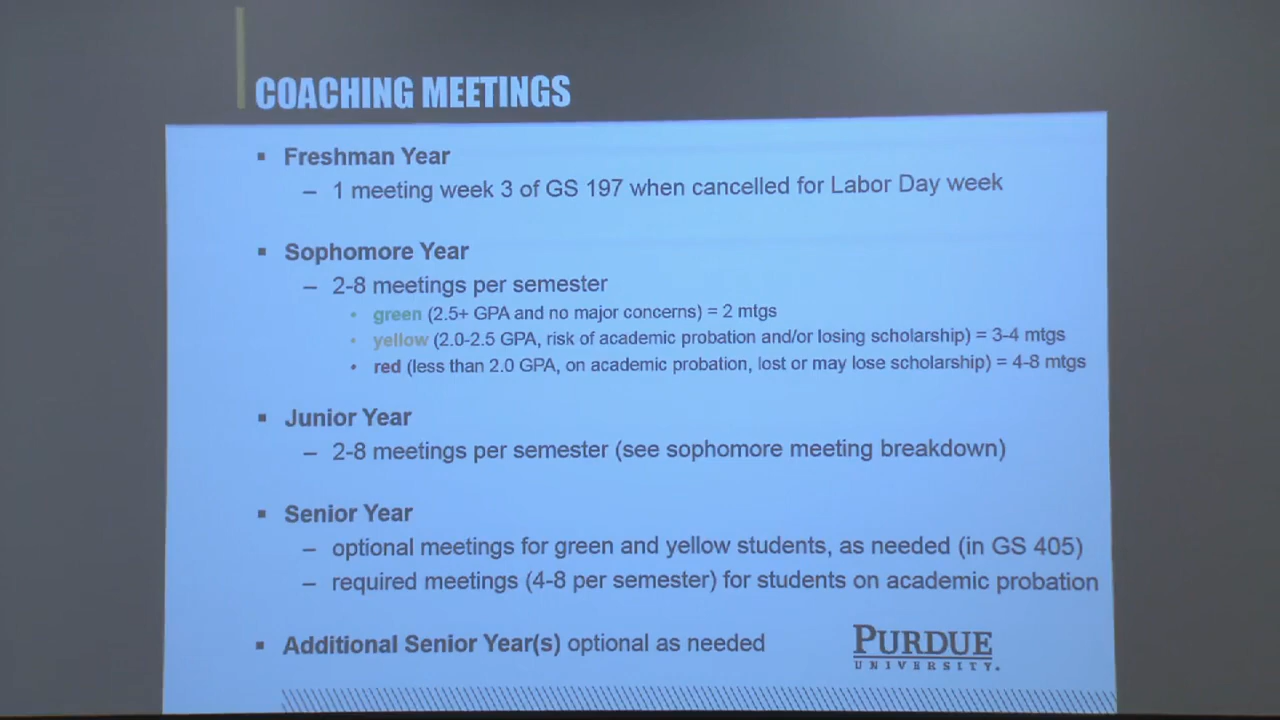 COACHING MEETINGS
▪ Freshman Year
– 1 meeting week 3 of GS 197 when cancelled for Labor Day week
▪ Sophomore Year
– 2-8 meetings per semester
• green (2.5+ GPA and no major concerns) = 2 mtgs
• yellow (2.0-2.5 GPA, risk of academic probation and/or losing scholarship) = 3-4 mtgs
• red (less than 2.0 GPA, on academic probation, lost or may lose scholarship) = 4-8 mtgs
▪ Junior Year
– 2-8 meetings per semester (see sophomore meeting breakdown)
▪ Senior Year
– optional meetings for green and yellow students, as needed (in GS 405)
– required meetings (4-8 per semester) for students on academic probation
▪ Additional Senior Year(s) optional as needed
PURDUE
UNIVERSITY.